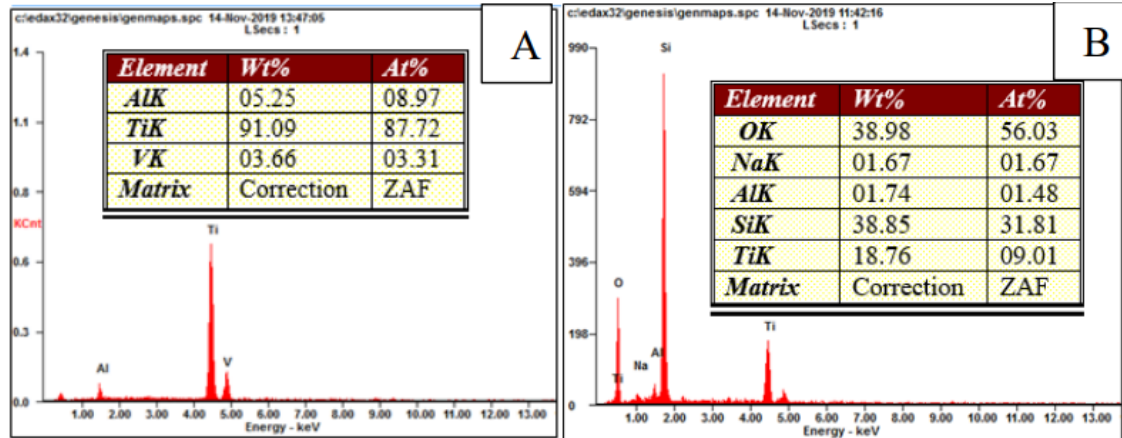 c:\edax32\genesis\genmaps.spc 14-Nov-2019 13:47:05
LSecs : 1
A
1.4
1.1
0.8
KCnt
0.6
0.3
0.0
Element Wt% At%
AlK 05.25 08.97
TiK 91.09 87.72
VK 03.66 03.31
Matrix Correction ZAF
Ti
Al
V
1.00 2.00 3.00 4.00 5.00 6.00 7.00 8.00 9.00 10.00 11.00 12.00 13.00
Energy - keV
c:\edax32\genesis\genmaps.spc 14-Nov-2019 11:42:16
LSecs : 1
B
990
792
594
396
198
0
Si
Element Wt% At%
OK 38.98 56.03
NaK 01.67 01.67
AlK 01.74 01.48
SiK 38.85 31.81
TiK 18.76 09.01
Matrix Correction ZAF
O
Ti
Na
Al
Ti
1.00 2.00 3.00 4.00 5.00 6.00 7.00 8.00 9.00 10.00 11.00 12.00 13.00
Energy - keV